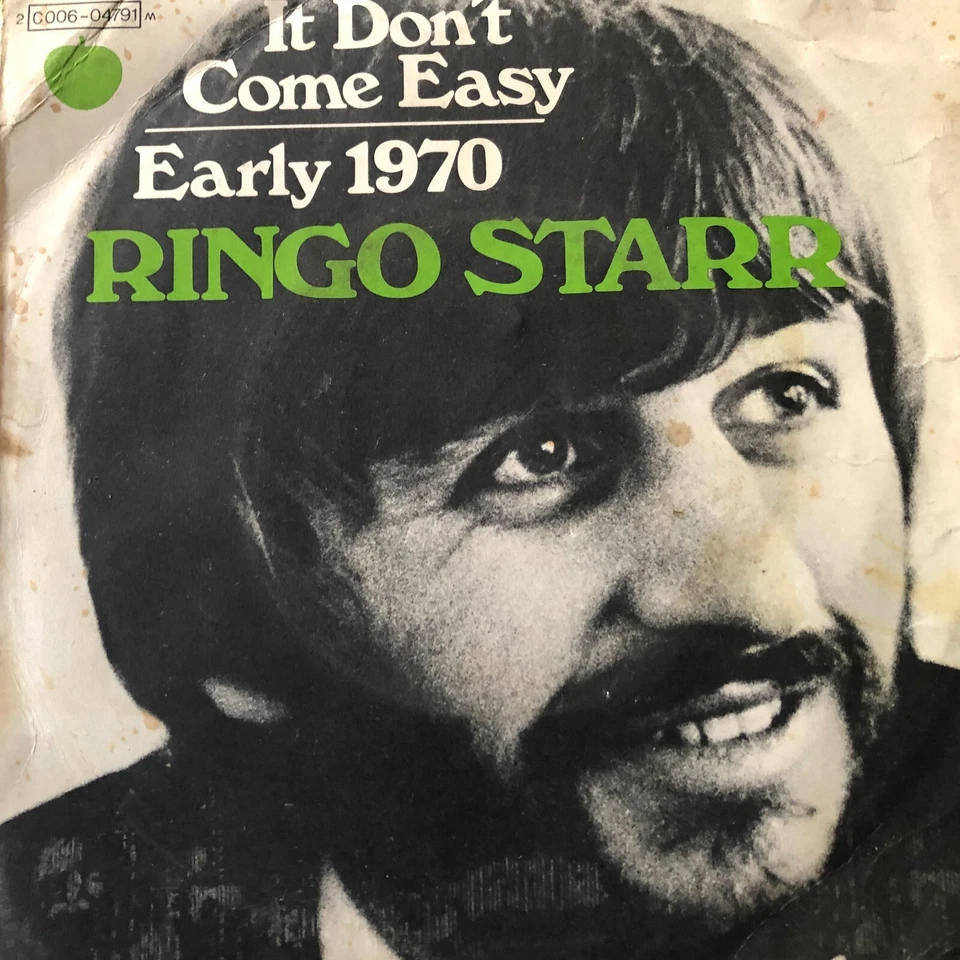 2 C006-04791 M
It Don't
Come Easy
Early 1970
RINGO STARR